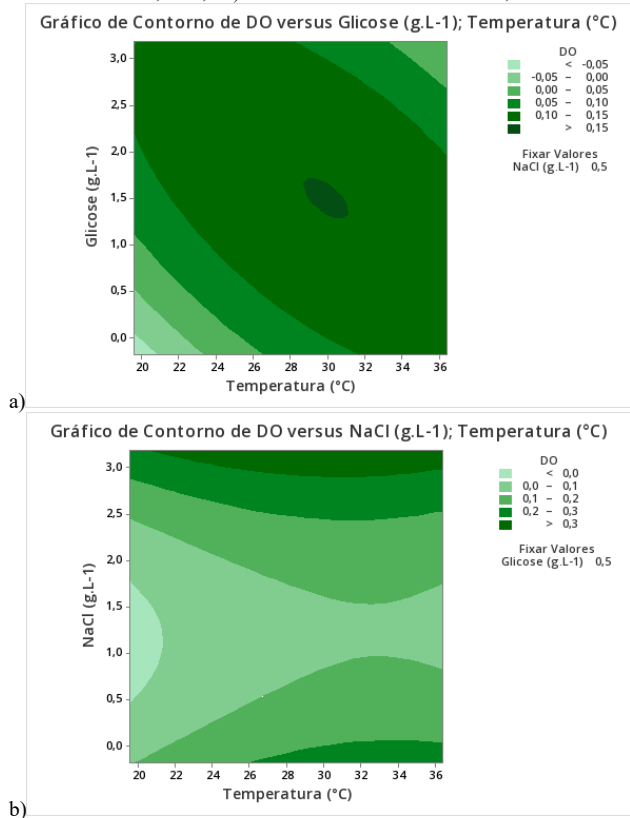 Gráfico de Contorno de DO versus Glicose (g.L-1); Temperatura (°C)
DO
< -0,05
-0,05 – 0,00
0,00 – 0,05
0,05 – 0,10
0,10 – 0,15
> 0,15
Fixar Valores
NaCl (g.L-1) 0,5
Glicose (g.L-1)
3,0
2,5
2,0
1,5
1,0
0,5
0,0
20 22 24 26 28 30 32 34 36
Temperatura (°C)
a)
Gráfico de Contorno de DO versus NaCl (g.L-1); Temperatura (°C)
DO
< 0,0
0,0 – 0,1
0,1 – 0,2
0,2 – 0,3
> 0,3
Fixar Valores
Glicose (g.L-1) 0,5
NaCl (g.L-1)
3,0
2,5
2,0
1,5
1,0
0,5
0,0
20 22 24 26 28 30 32 34 36
Temperatura (°C)
b)